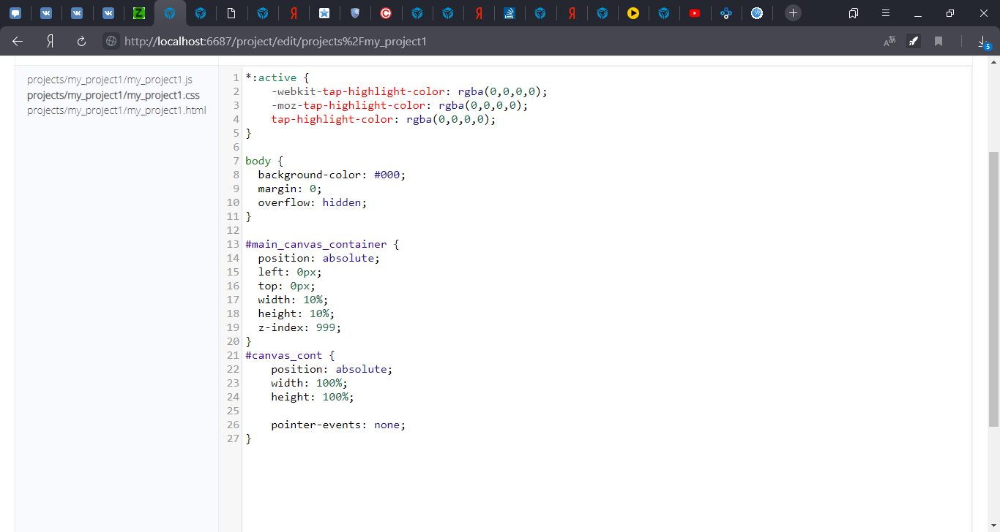 http://localhost:6687/project/edit/projects%2Fmy_project1
5
projects/my_project1/my_project1.js
projects/my_project1/my_project1.css
projects/my_project1/my_project1.html
1 *:active {
2     -webkit-tap-highlight-color: rgba(0,0,0,0);
3     -moz-tap-highlight-color: rgba(0,0,0,0);
4     tap-highlight-color: rgba(0,0,0,0);
5 }
6
7 body {
8   background-color: #000;
9   margin: 0;
10   overflow: hidden;
11 }
12
13 #main_canvas_container {
14   position: absolute;
15   left: 0px;
16   top: 0px;
17   width: 10%;
18   height: 10%;
19   z-index: 999;
20 }
21 #canvas_cont {
22     position: absolute;
23     width: 100%;
24     height: 100%;
25
26     pointer-events: none;
27 }